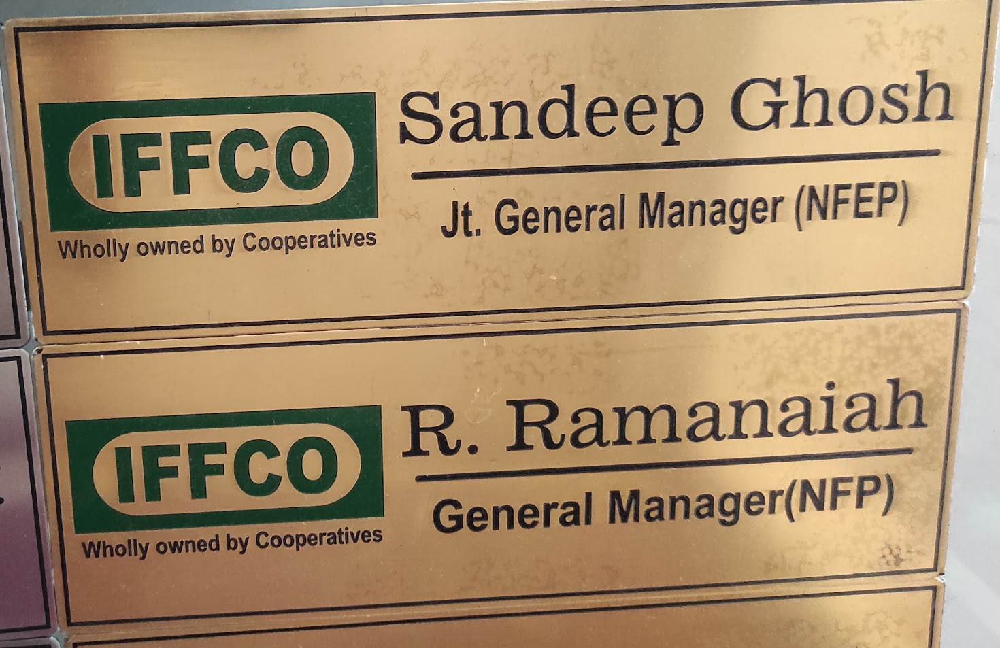 IFFCO
Wholly owned by Cooperatives
Sandeep Ghosh
Jt. General Manager (NFEP)
IFFCO
Wholly owned by Cooperatives
R. Ramanaiah
General Manager(NFP)